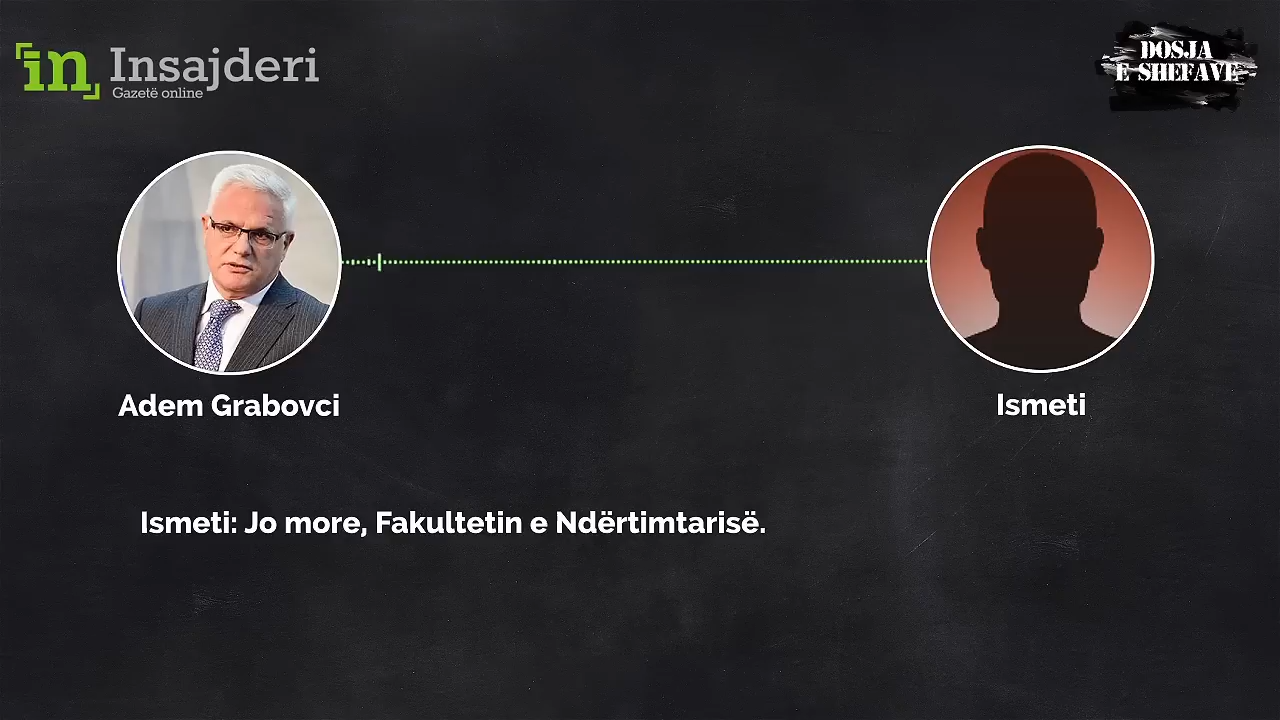 in Insajderi
Gazetë online
DOSJA
E SHEFAVE
Adem Grabovci
Ismeti
Ismeti: Jo more, Fakultetin e Ndërtimtarisë.